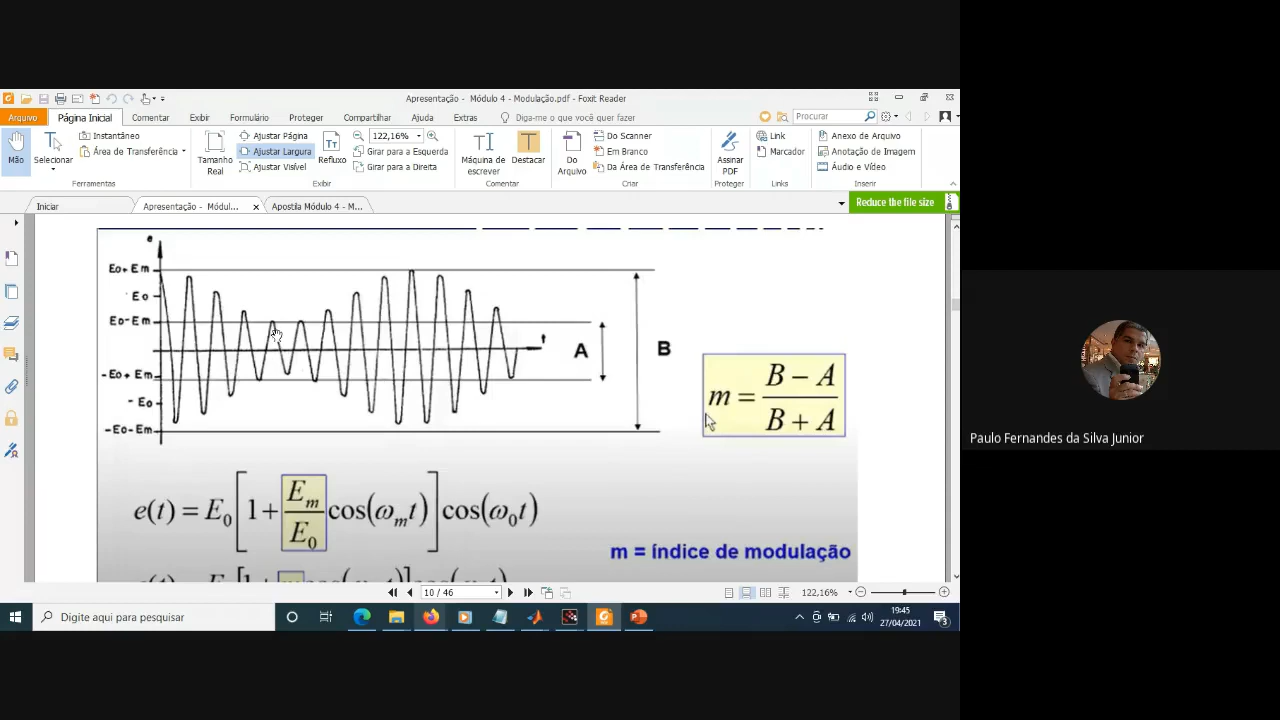 Apresentação - Módulo 4 - Modulação.pdf - Foxit Reader
Arquivo Página Inicial Comentar Exibir Formulário Proteger Compartilhar Ajuda Extras Diga-me o que você quer fazer Procurar
Mão
Selecionar
Instantâneo
Área de Transferência
Ferramentas
Tamanho Real
Ajustar Página
Ajustar Largura
Ajustar Visível
Refluxo
122,16%
Girar para a Esquerda
Girar para a Direita
Exibir
Máquina de escrever
Destacar
Comentar
Do Arquivo
Do Scanner
Em Branco
Da Área de Transferência
Criar
Assinar PDF
Proteger
Link
Marcador
Links
Anexo de Arquivo
Anotação de Imagem
Áudio e Vídeo
Inserir
Iniciar Apresentação - Módul... Apostila Módulo 4 - M... Reduce the file size
e
Eo+Em
Eo
Eo-Em
-Eo+Em
-Eo
-Eo-Em
t
A
B
m = (B − A) / (B + A)
e(t) = E₀[1 + (Eₘ/E₀) cos(ωₘt)] cos(ω₀t)
m = índice de modulação
Paulo Fernandes da Silva Junior
10 / 46
122,16%
Digite aqui para pesquisar
19:45
27/04/2021
3